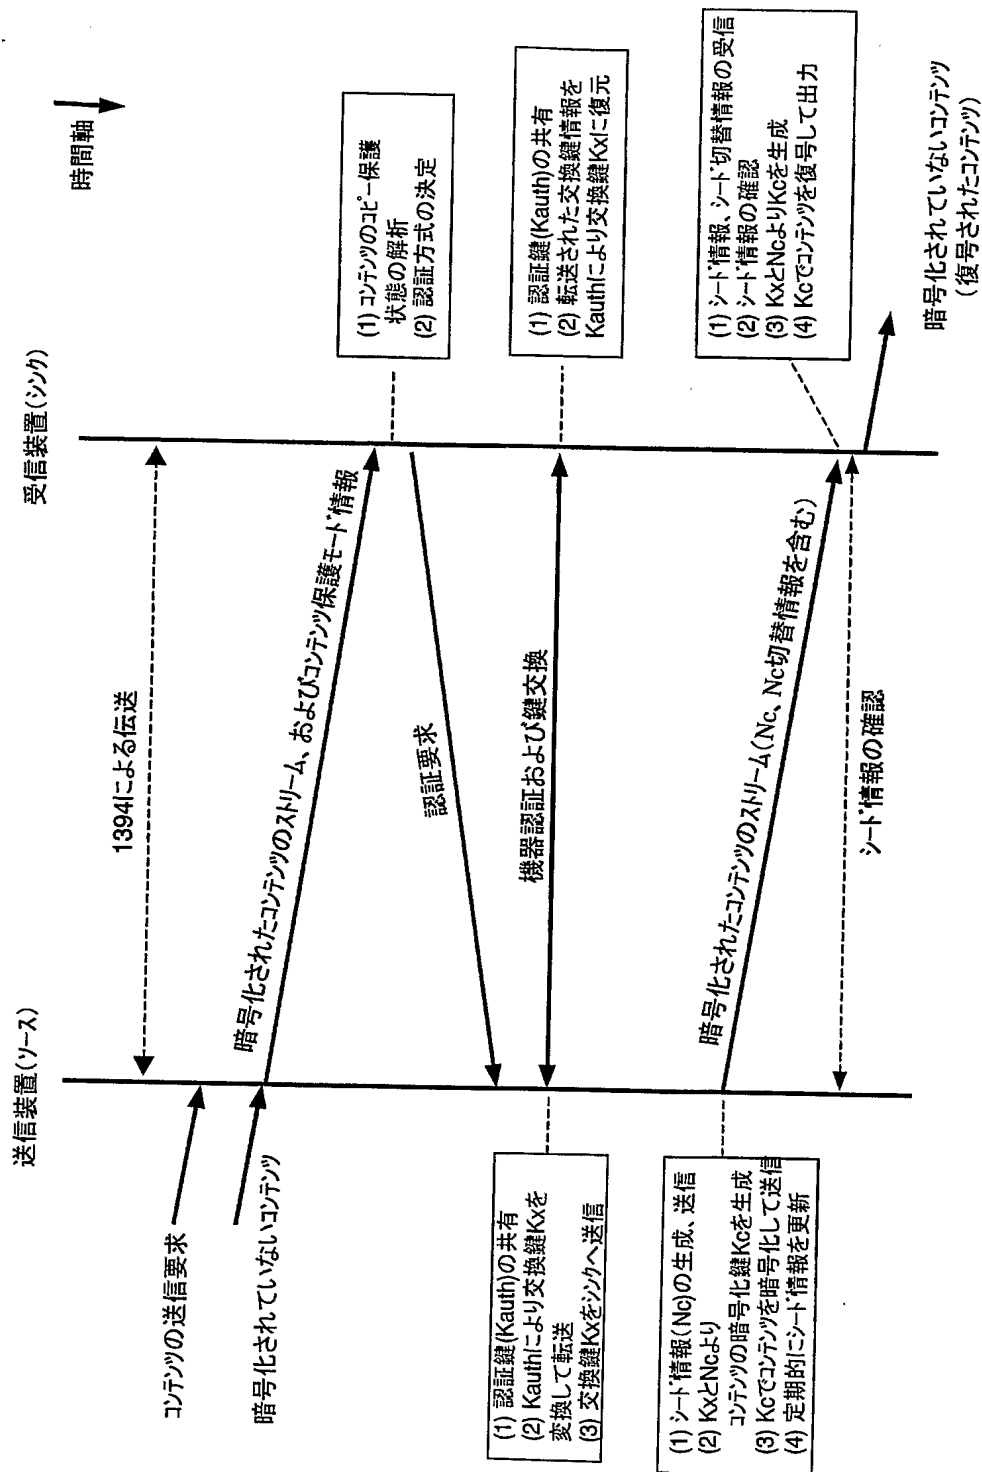 時間軸
送信装置(ソース)
受信装置(シンク)
1394による伝送
コンテンツの送信要求
暗号化されていないコンテンツ
暗号化されたコンテンツのストリーム、およびコンテンツ保護モード情報
(1) コンテンツのコピー保護
状態の解析
(2) 認証方式の決定
認証要求
機器認証および鍵交換
(1) 認証鍵(Kauth)の共有
(2) Kauthにより交換鍵Kxを
変換して転送
(3) 交換鍵Kxをシンクへ送信
(1) 認証鍵(Kauth)の共有
(2) 転送された交換鍵情報を
Kauthにより交換鍵Kxに復元
(1) シード情報(Nc)の生成、送信
(2) KxとNcより
コンテンツの暗号化鍵Kcを生成
(3) Kcでコンテンツを暗号化して送信
(4) 定期的にシード情報を更新
暗号化されたコンテンツのストリーム(Nc、Nc切替情報を含む)
シード情報の確認
(1) シード情報、シード切替情報の受信
(2) シード情報の確認
(3) KxとNcよりKcを生成
(4) Kcでコンテンツを復号して出力
暗号化されていないコンテンツ
(復号されたコンテンツ)